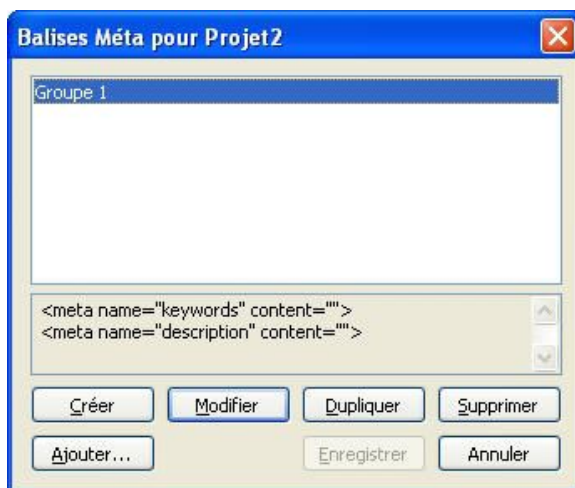 Balises Méta pour Projet2
Groupe 1
<meta name="keywords" content="">
<meta name="description" content="">
Créer Modifier Dupliquer Supprimer
Ajouter... Enregistrer Annuler